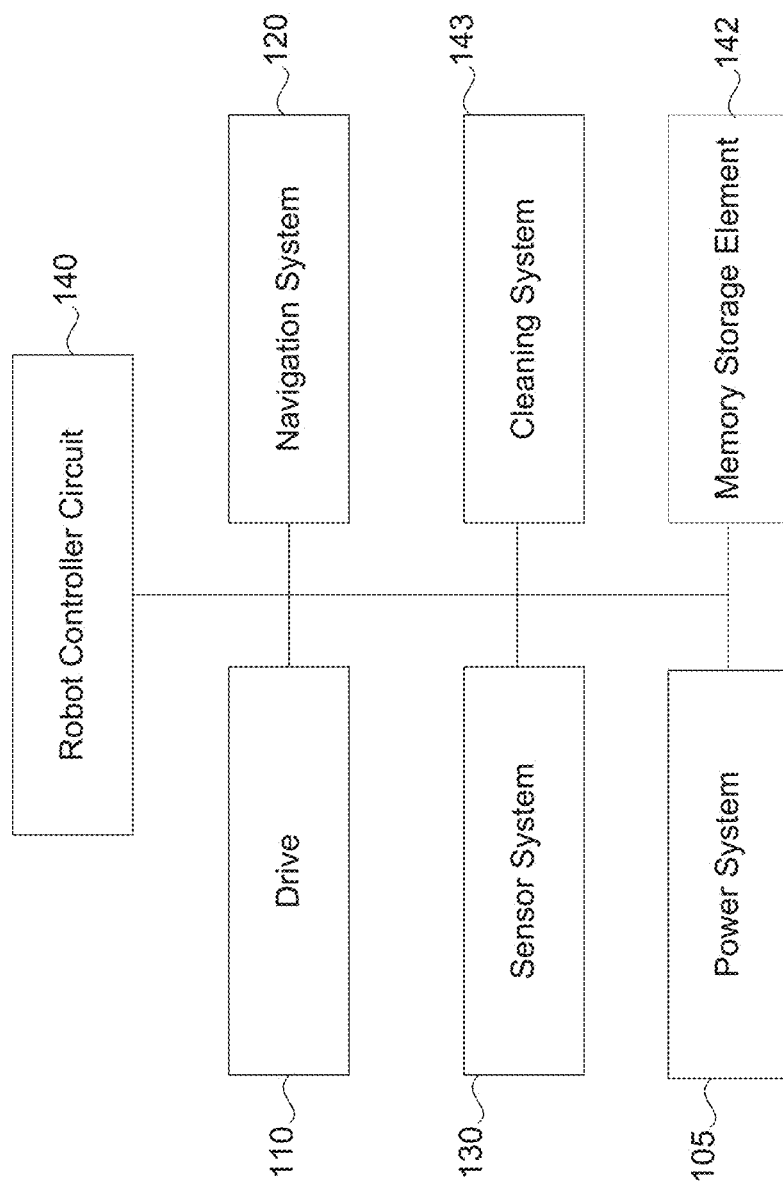 Robot Controller Circuit
140
Drive
110
Navigation System
120
Sensor System
130
Cleaning System
143
Power System
105
Memory Storage Element
142